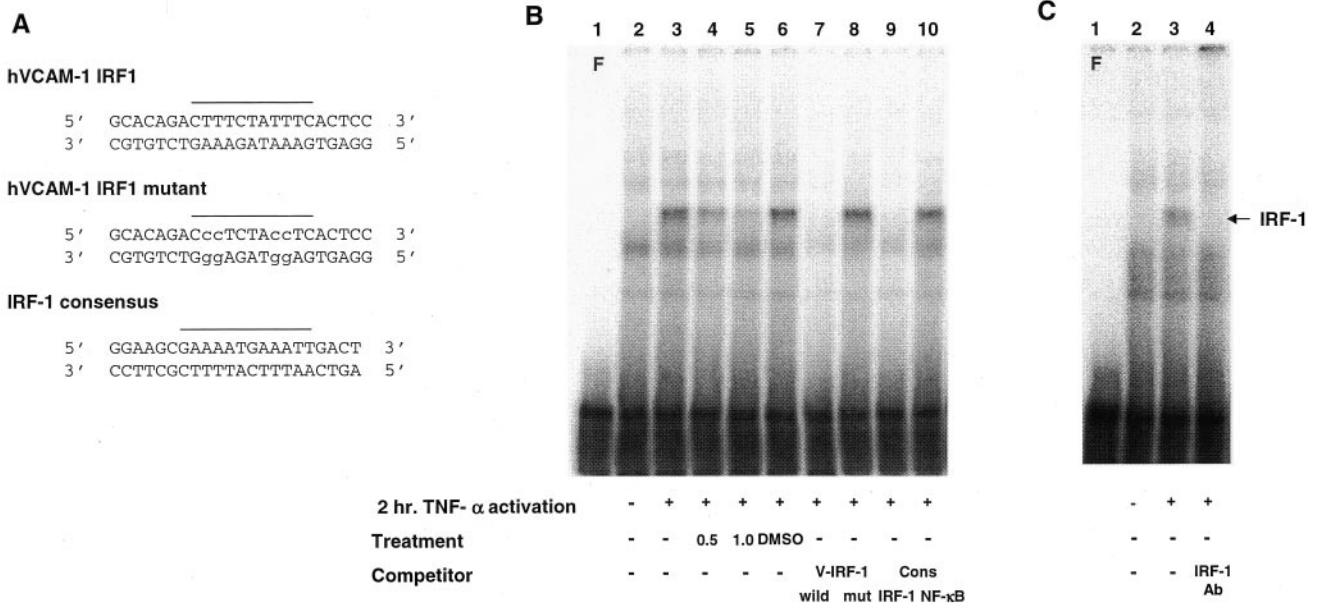 A
hVCAM-1 IRF1
5′ GCACAGACTTTCTATTTCACTCC 3′
3′ CGTGTCTGAAAGATAAAGTGAGG 5′
hVCAM-1 IRF1 mutant
5′ GCACAGACccTCTAccTCACTCC 3′
3′ CGTGTCTGggAGATggAGTGAGG 5′
IRF-1 consensus
5′ GGAAGCGAAAATGAAATTGACT 3′
3′ CCTTCGCTTTTACTTTAACTGA 5′
B
1 2 3 4 5 6 7 8 9 10
F
2 hr. TNF- α activation - + + + + + + + +
Treatment - - 0.5 1.0 DMSO - - - -
Competitor - - - - - V-IRF-1 Cons
wild mut IRF-1 NF-κB
C
1 2 3 4
F
← IRF-1
- + +
- - -
- - IRF-1
Ab